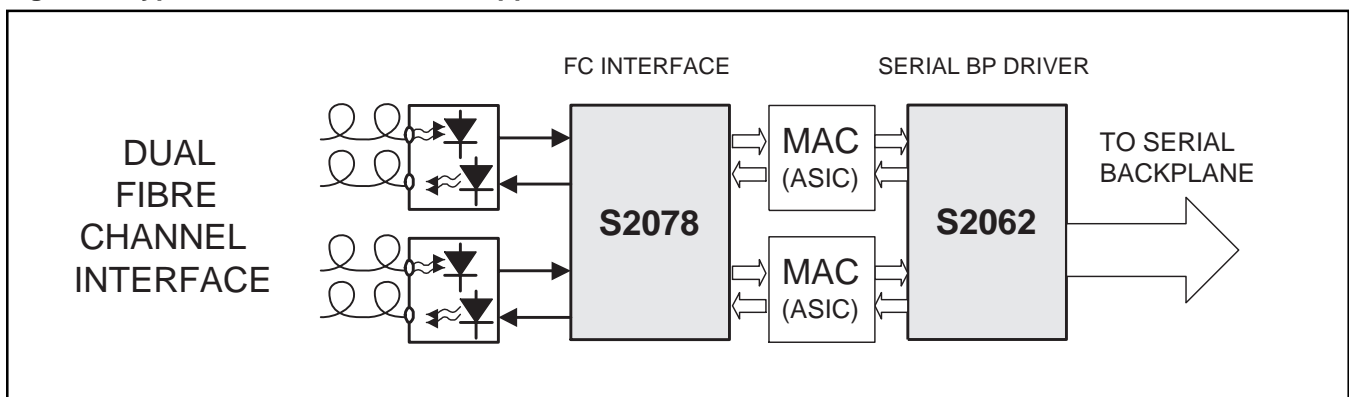 FC INTERFACE
SERIAL BP DRIVER
DUAL
FIBRE
CHANNEL
INTERFACE
S2078
MAC
(ASIC)
MAC
(ASIC)
S2062
TO SERIAL
BACKPLANE